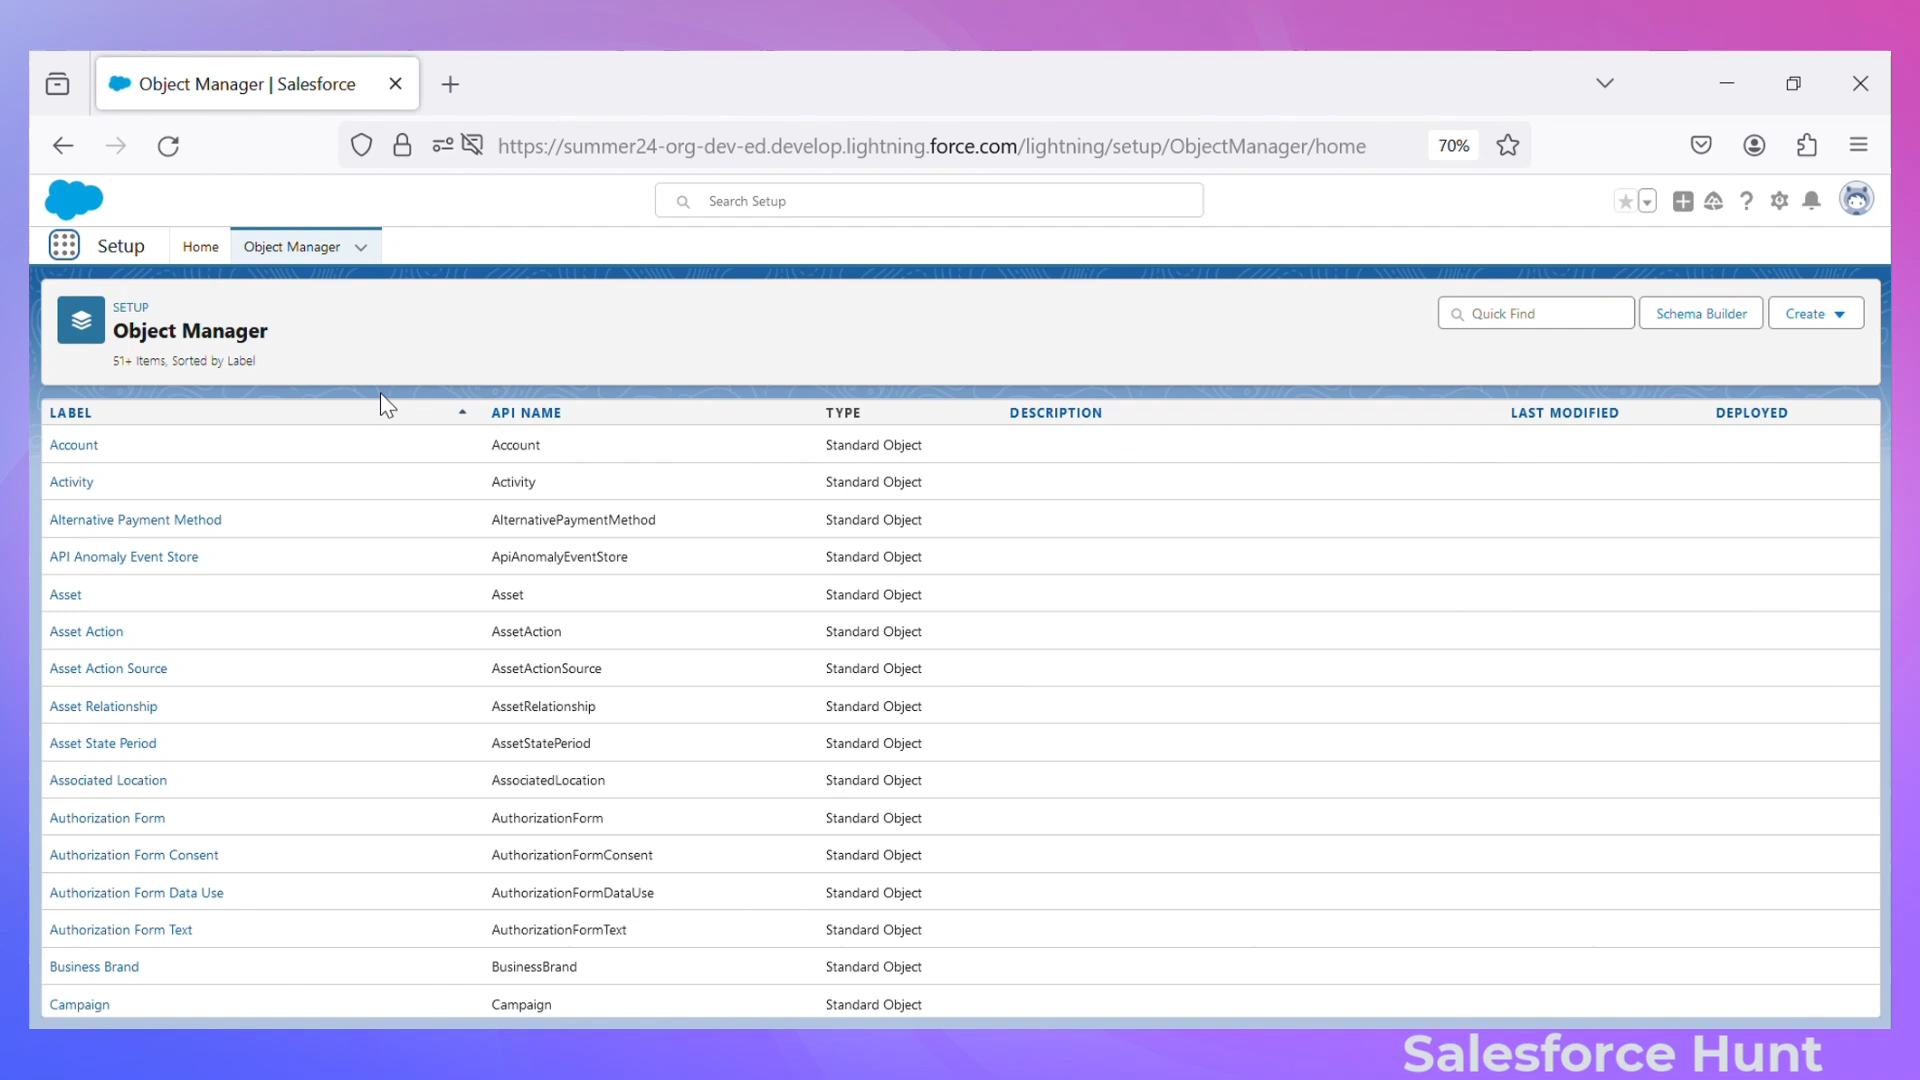 Object Manager | Salesforce
https://summer24-org-dev-ed.develop.lightning.force.com/lightning/setup/ObjectManager/home 70%
Search Setup
Setup Home Object Manager
SETUP
Object Manager
51+ Items, Sorted by Label
Quick Find Schema Builder Create
LABEL API NAME TYPE DESCRIPTION LAST MODIFIED DEPLOYED
Account Account Standard Object
Activity Activity Standard Object
Alternative Payment Method AlternativePaymentMethod Standard Object
API Anomaly Event Store ApiAnomalyEventStore Standard Object
Asset Asset Standard Object
Asset Action AssetAction Standard Object
Asset Action Source AssetActionSource Standard Object
Asset Relationship AssetRelationship Standard Object
Asset State Period AssetStatePeriod Standard Object
Associated Location AssociatedLocation Standard Object
Authorization Form AuthorizationForm Standard Object
Authorization Form Consent AuthorizationFormConsent Standard Object
Authorization Form Data Use AuthorizationFormDataUse Standard Object
Authorization Form Text AuthorizationFormText Standard Object
Business Brand BusinessBrand Standard Object
Campaign Campaign Standard Object
Salesforce Hunt